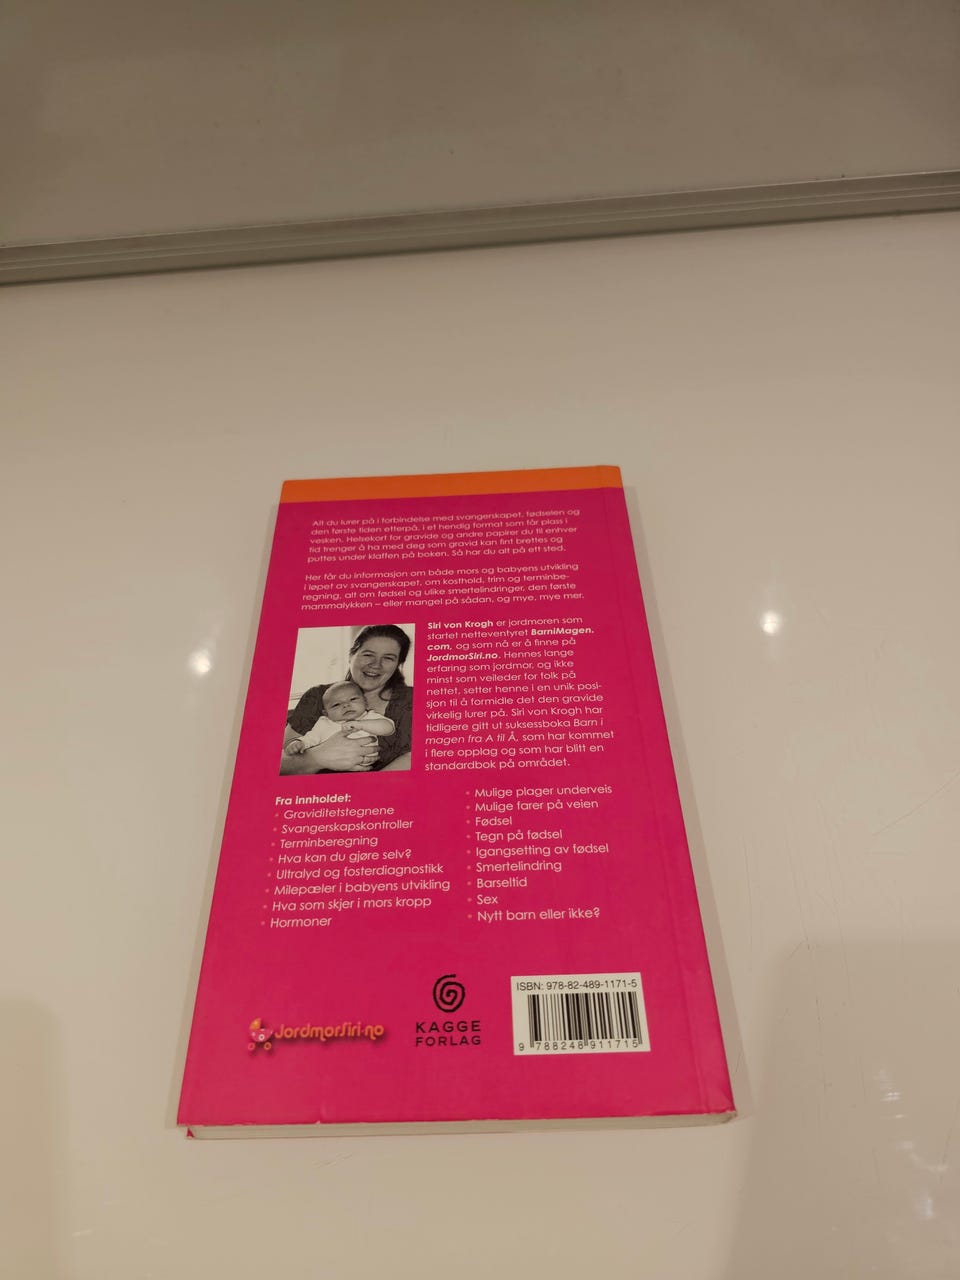 Alt du lurer på i forbindelse med svangerskapet, fødselen og
den første tiden etterpå, i et hendig format som får plass i
vesken. Helsekort for gravide og andre papirer du til enhver
tid trenger å ha med deg som gravid kan fint brettes og
puttes under klaffen på boken. Så har du alt på ett sted.
Her får du informasjon om både mors og babyens utvikling
i løpet av svangerskapet, om kosthold, trim og terminbe-
regning, alt om fødsel og ulike smertelindringer, den første
mammalykken – eller mangel på sådan, og mye, mye mer.
Siri von Krogh er jordmoren som
startet netteventyret BarniMagen.
com, og som nå er å finne på
JordmorSiri.no. Hennes lange
erfaring som jordmor, og ikke
minst som veileder for folk på
nettet, setter henne i en unik posi-
sjon til å formidle det den gravide
virkelig lurer på. Siri von Krogh har
tidligere gitt ut suksessboka Barn i
magen fra A til Å, som har kommet
i flere opplag og som har blitt en
standardbok på området.
Fra innholdet:
• Graviditetstegnene
• Svangerskapskontroller
• Terminberegning
• Hva kan du gjøre selv?
• Ultralyd og fosterdiagnostikk
• Milepæler i babyens utvikling
• Hva som skjer i mors kropp
• Hormoner
• Mulige plager underveis
• Mulige farer på veien
• Fødsel
• Tegn på fødsel
• Igangsetting av fødsel
• Smertelindring
• Barseltid
• Sex
• Nytt barn eller ikke?
JordmorSiri.no
KAGGE
FORLAG
ISBN: 978-82-489-1171-5
9 788248 911715